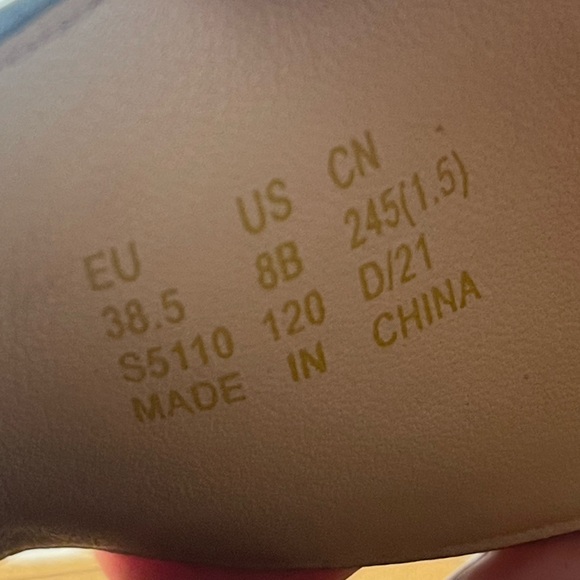 EU US CN
38.5 8B 245(1.5)
S5110 120 D/21
MADE IN CHINA